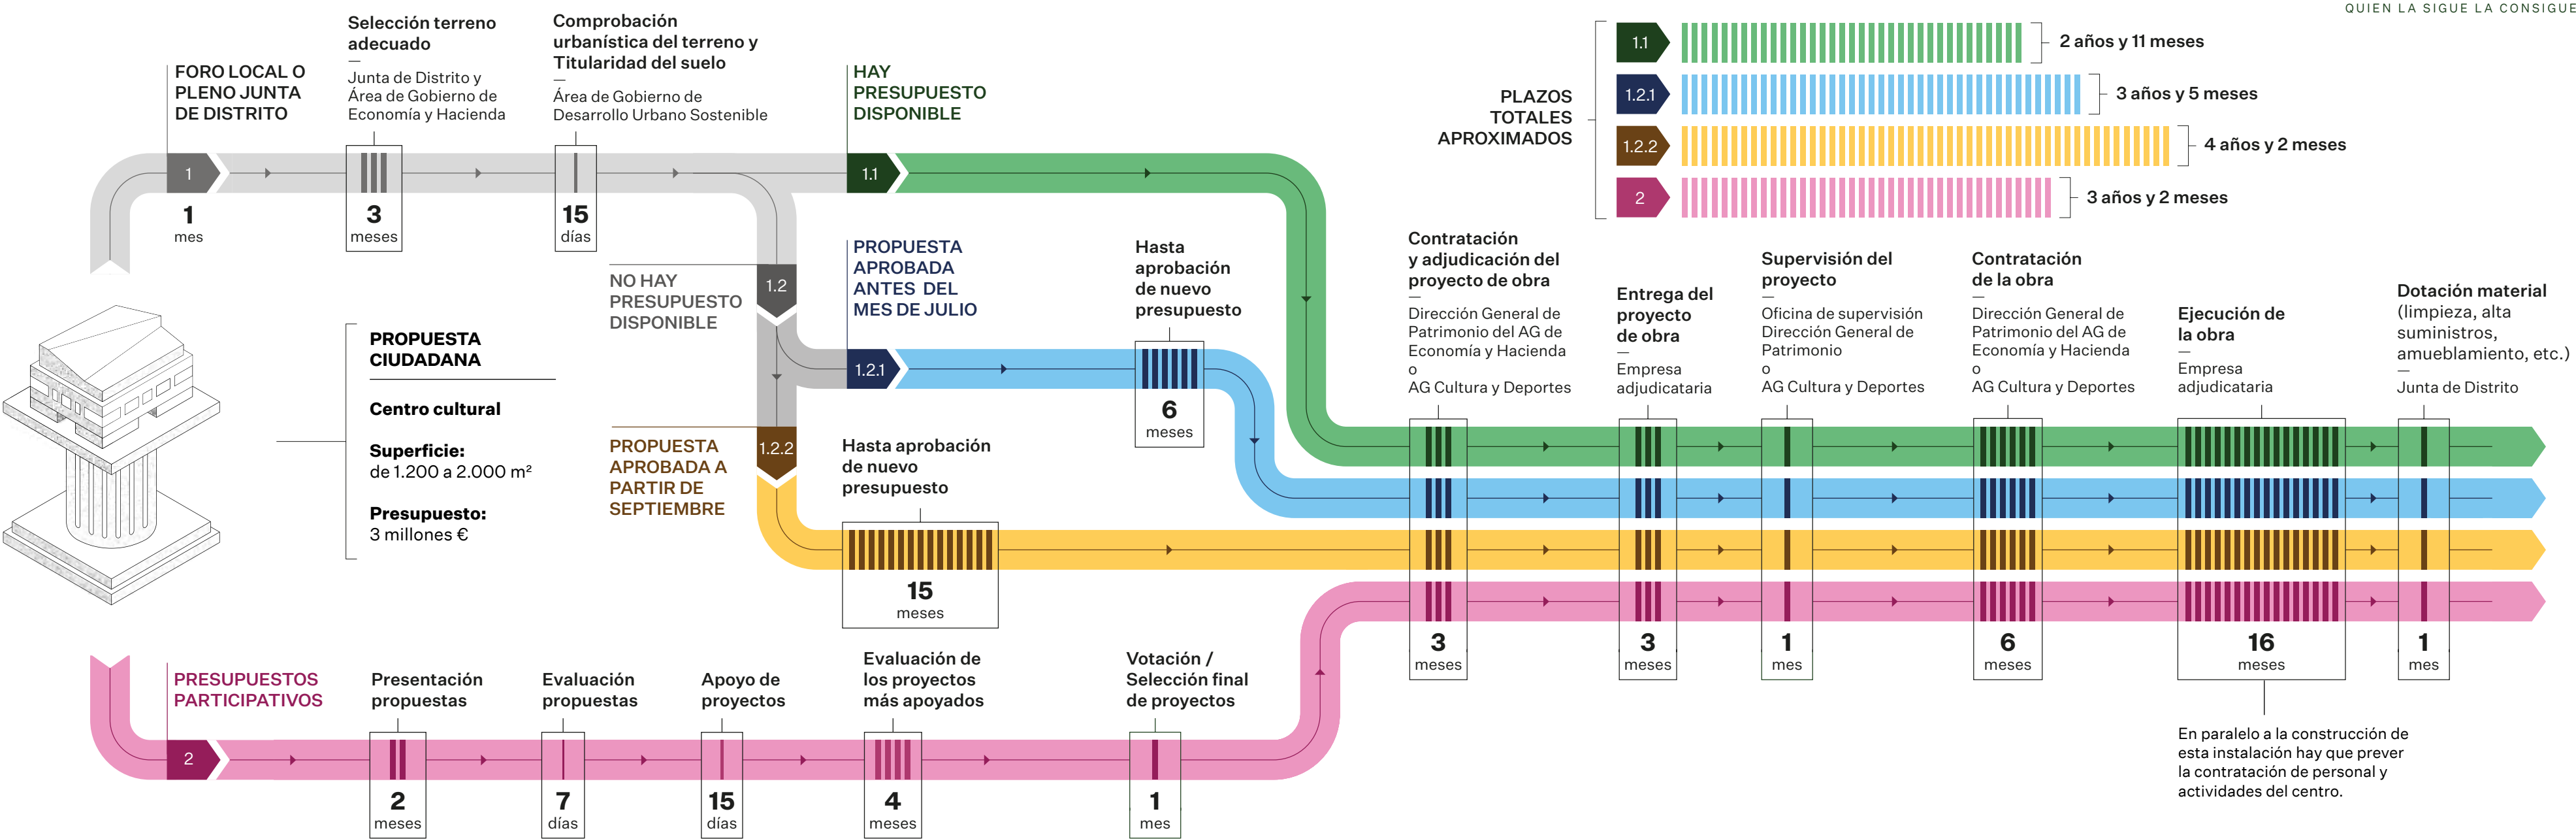 QUIEN LA SIGUE LA CONSIGUE
FORO LOCAL O
PLENO JUNTA
DE DISTRITO
1
1
mes
Selección terreno
adecuado
—
Junta de Distrito y
Área de Gobierno de
Economía y Hacienda
3
meses
Comprobación
urbanística del terreno y
Titularidad del suelo
—
Área de Gobierno de
Desarrollo Urbano Sostenible
15
días
HAY
PRESUPUESTO
DISPONIBLE
1.1
PLAZOS
TOTALES
APROXIMADOS
1.1
2 años y 11 meses
1.2.1
3 años y 5 meses
1.2.2
4 años y 2 meses
2
3 años y 2 meses
NO HAY
PRESUPUESTO
DISPONIBLE
1.2
PROPUESTA
APROBADA
ANTES DEL
MES DE JULIO
1.2.1
Hasta
aprobación
de nuevo
presupuesto
6
meses
PROPUESTA
CIUDADANA
Centro cultural
Superficie:
de 1.200 a 2.000 m²
Presupuesto:
3 millones €
PROPUESTA
APROBADA A
PARTIR DE
SEPTIEMBRE
1.2.2
Hasta aprobación
de nuevo
presupuesto
15
meses
Contratación
y adjudicación del
proyecto de obra
—
Dirección General de
Patrimonio del AG de
Economía y Hacienda
o
AG Cultura y Deportes
3
meses
Entrega del
proyecto
de obra
—
Empresa
adjudicataria
3
meses
Supervisión del
proyecto
—
Oficina de supervisión
Dirección General de
Patrimonio
o
AG Cultura y Deportes
1
mes
Contratación
de la obra
—
Dirección General de
Patrimonio del AG de
Economía y Hacienda
o
AG Cultura y Deportes
6
meses
Ejecución de
la obra
—
Empresa
adjudicataria
16
meses
En paralelo a la construcción de
esta instalación hay que prever
la contratación de personal y
actividades del centro.
Dotación material
(limpieza, alta
suministros,
amueblamiento, etc.)
—
Junta de Distrito
1
mes
PRESUPUESTOS
PARTICIPATIVOS
2
Presentación
propuestas
2
meses
Evaluación
propuestas
7
días
Apoyo de
proyectos
15
días
Evaluación de
los proyectos
más apoyados
4
meses
Votación /
Selección final
de proyectos
1
mes